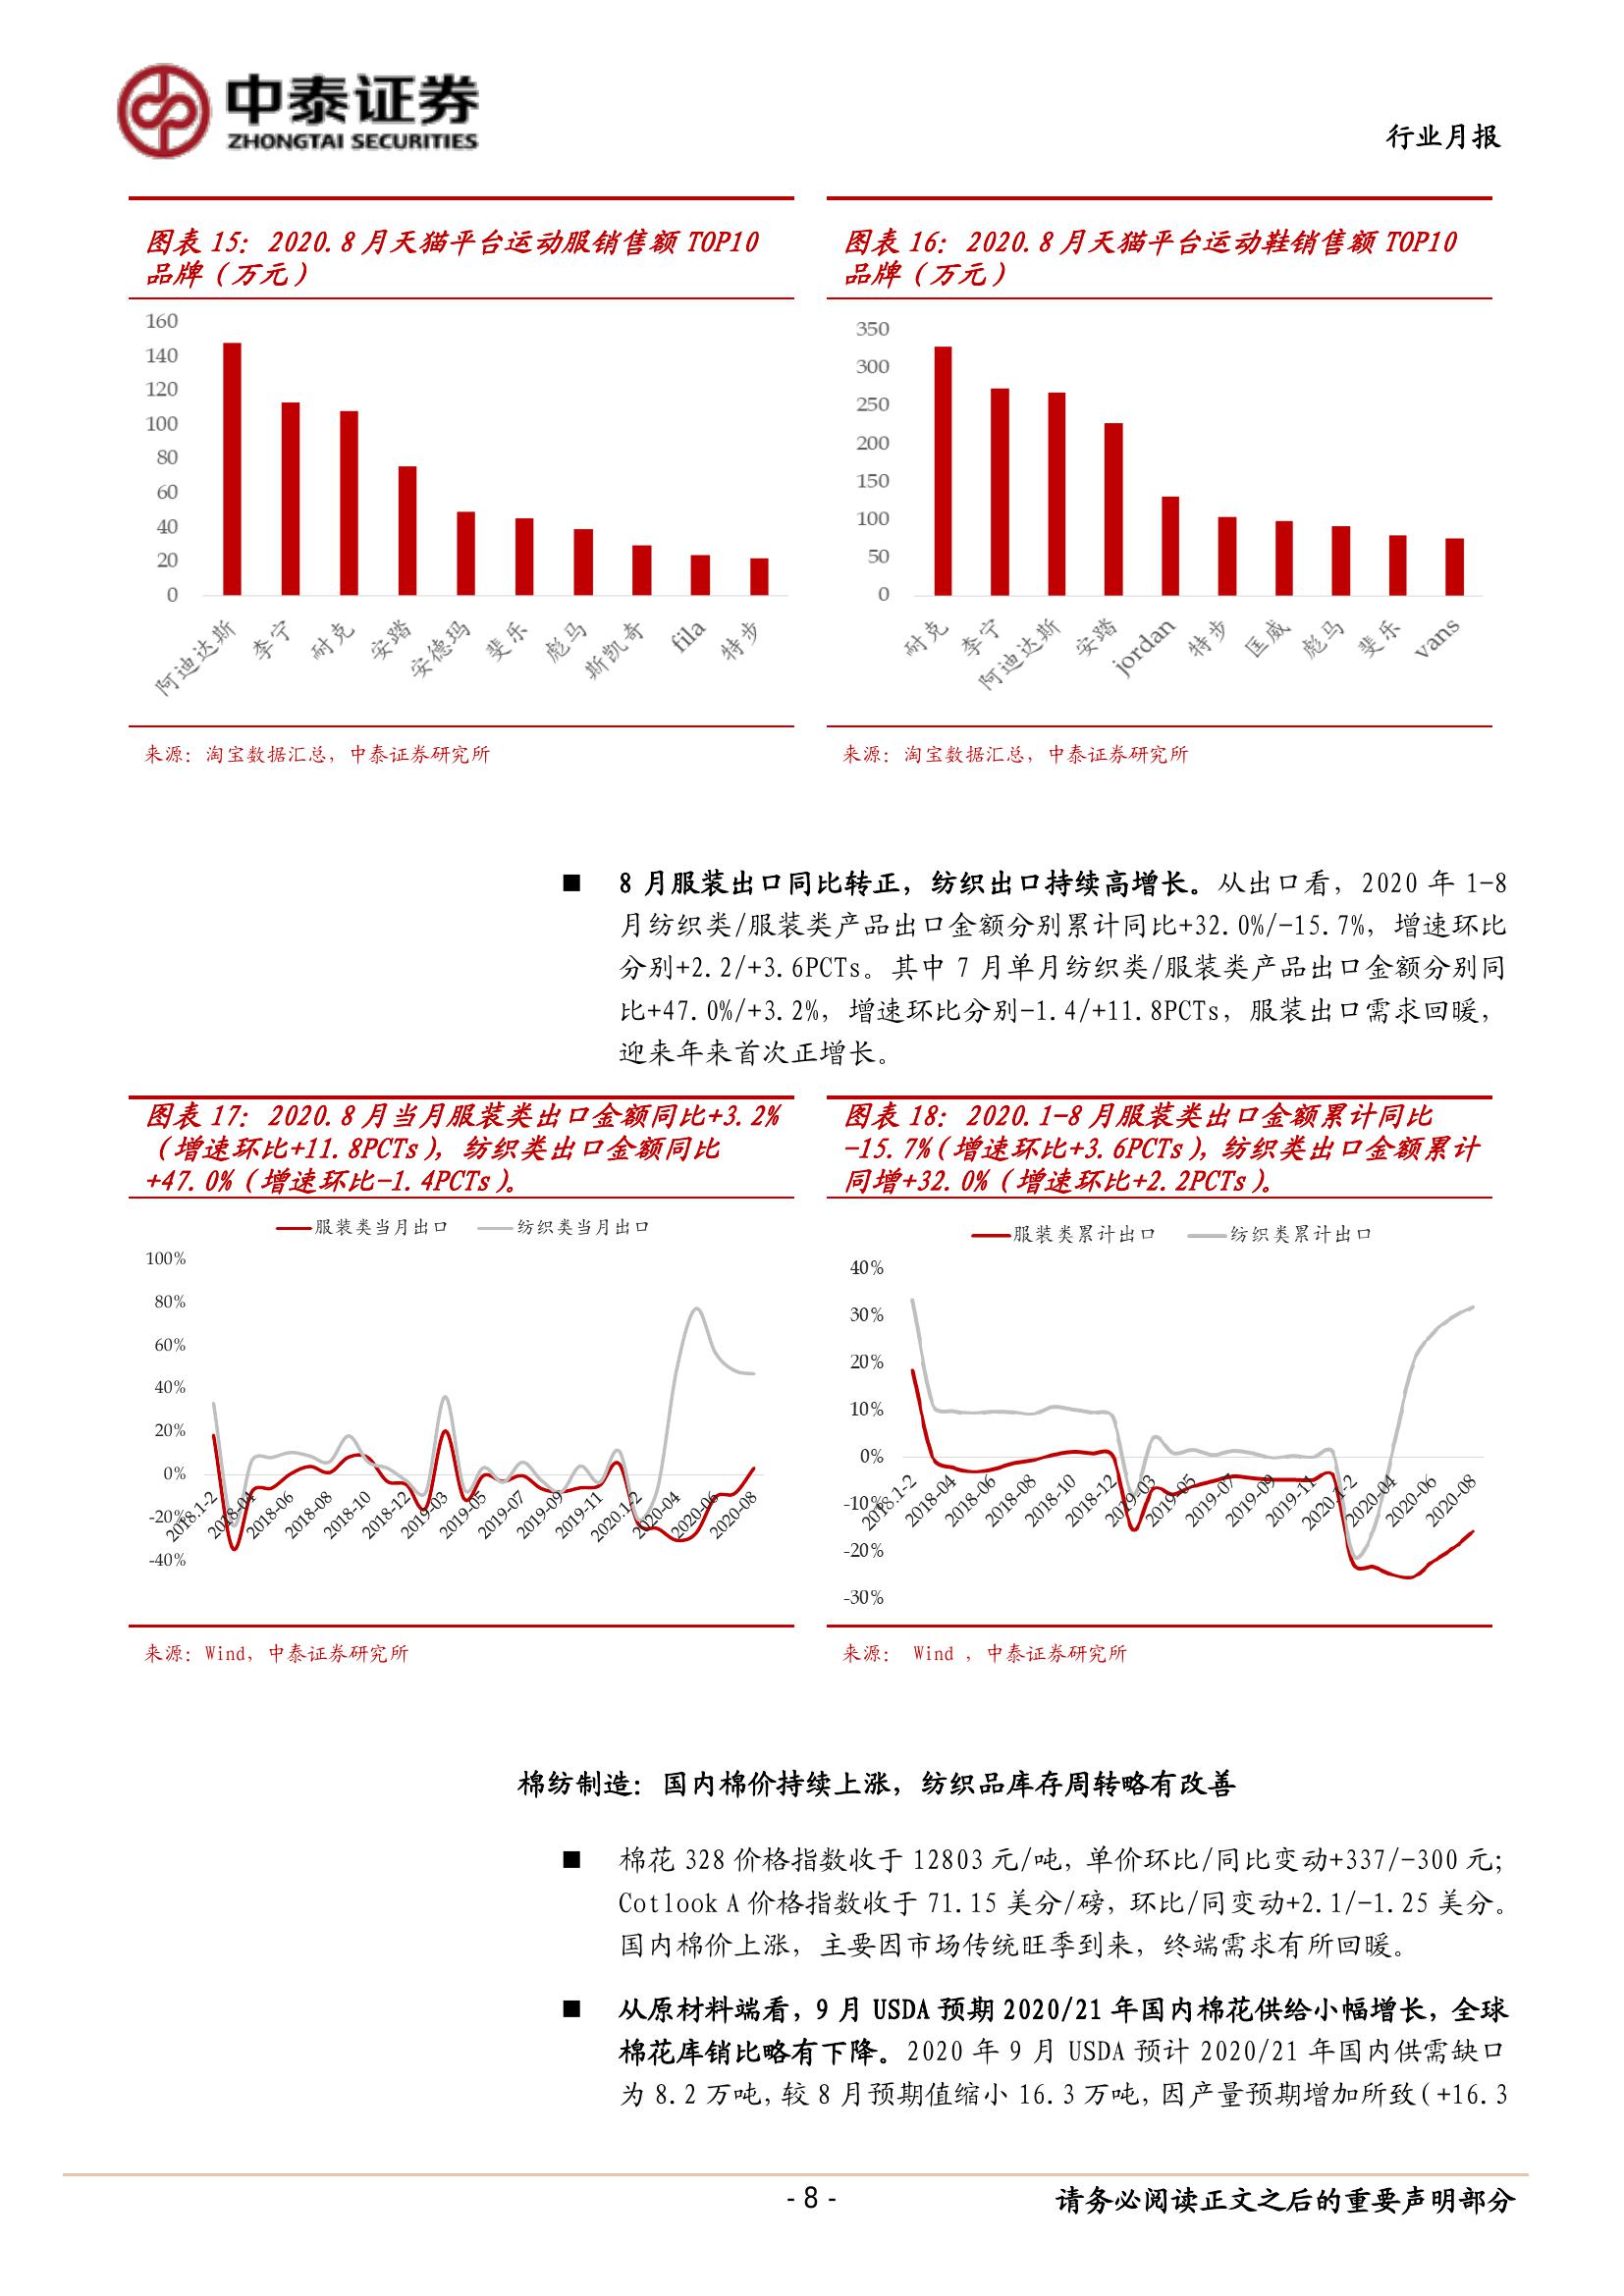 中泰证券
ZHONGTAI SECURITIES
行业月报
图表 15：2020.8 月天猫平台运动服销售额 TOP10
品牌（万元）
160
140
120
100
80
60
40
20
0
阿迪达斯
李宁
耐克
安踏
安德玛
斐乐
彪马
斯凯奇
fila
特步
来源：淘宝数据汇总，中泰证券研究所
图表 16：2020.8 月天猫平台运动鞋销售额 TOP10
品牌（万元）
350
300
250
200
150
100
50
0
耐克
李宁
阿迪达斯
安踏
jordan
特步
匡威
彪马
斐乐
vans
来源：淘宝数据汇总，中泰证券研究所
■ 8 月服装出口同比转正，纺织出口持续高增长。从出口看，2020 年 1-8
月纺织类/服装类产品出口金额分别累计同比+32.0%/-15.7%，增速环比
分别+2.2/+3.6PCTs。其中 7 月单月纺织类/服装类产品出口金额分别同
比+47.0%/+3.2%，增速环比分别-1.4/+11.8PCTs，服装出口需求回暖，
迎来年来首次正增长。
图表 17：2020.8 月当月服装类出口金额同比+3.2%
（增速环比+11.8PCTs），纺织类出口金额同比
+47.0%（增速环比-1.4PCTs）。
服装类当月出口
纺织类当月出口
100%
80%
60%
40%
20%
0%
-20%
-40%
2018.1-2
2018-04
2018-06
2018-08
2018-10
2018-12
2019-03
2019-05
2019-07
2019-09
2019-11
2020.1-2
2020-04
2020-06
2020-08
来源：Wind，中泰证券研究所
图表 18：2020.1-8 月服装类出口金额累计同比
-15.7%（增速环比+3.6PCTs），纺织类出口金额累计
同增+32.0%（增速环比+2.2PCTs）。
服装类累计出口
纺织类累计出口
40%
30%
20%
10%
0%
-10%
-20%
-30%
2018.1-2
2018-04
2018-06
2018-08
2018-10
2018-12
2019-03
2019-05
2019-07
2019-09
2019-11
2020.1-2
2020-04
2020-06
2020-08
来源： Wind ，中泰证券研究所
棉纺制造：国内棉价持续上涨，纺织品库存周转略有改善
■ 棉花 328 价格指数收于 12803 元/吨，单价环比/同比变动+337/-300 元；
Cotlook A 价格指数收于 71.15 美分/磅，环比/同变动+2.1/-1.25 美分。
国内棉价上涨，主要因市场传统旺季到来，终端需求有所回暖。
■ 从原材料端看，9 月 USDA 预期 2020/21 年国内棉花供给小幅增长，全球
棉花库销比略有下降。2020 年 9 月 USDA 预计 2020/21 年国内供需缺口
为 8.2 万吨，较 8 月预期值缩小 16.3 万吨，因产量预期增加所致（+16.3
- 8 -
请务必阅读正文之后的重要声明部分